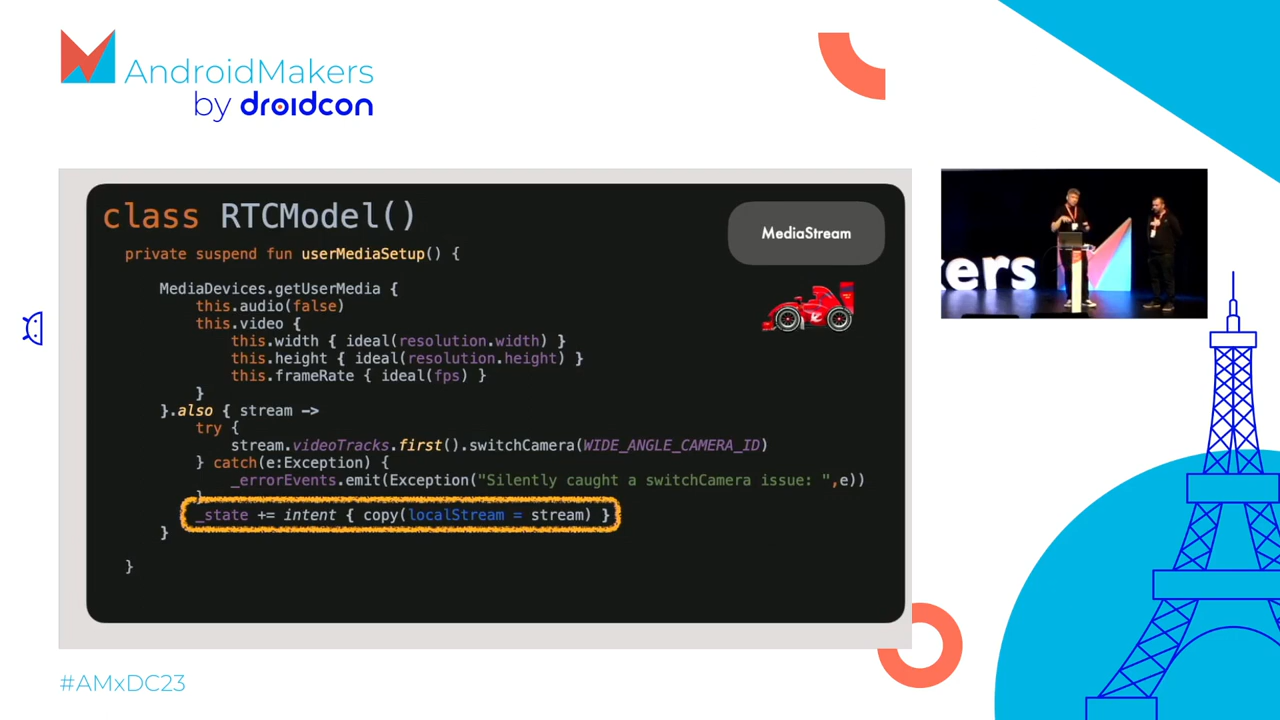 AndroidMakers
by droidcon
class RTCModel()
MediaStream
private suspend fun userMediaSetup() {
MediaDevices.getUserMedia {
this.audio(false)
this.video {
this.width { ideal(resolution.width) }
this.height { ideal(resolution.height) }
this.frameRate { ideal(fps) }
}
}.also { stream ->
try {
stream.videoTracks.first().switchCamera(WIDE_ANGLE_CAMERA_ID)
} catch(e:Exception) {
_errorEvents.emit(Exception("Silently caught a switchCamera issue: ",e))
}
_state += intent { copy(localStream = stream) }
}
}
akers
#AMxDC23